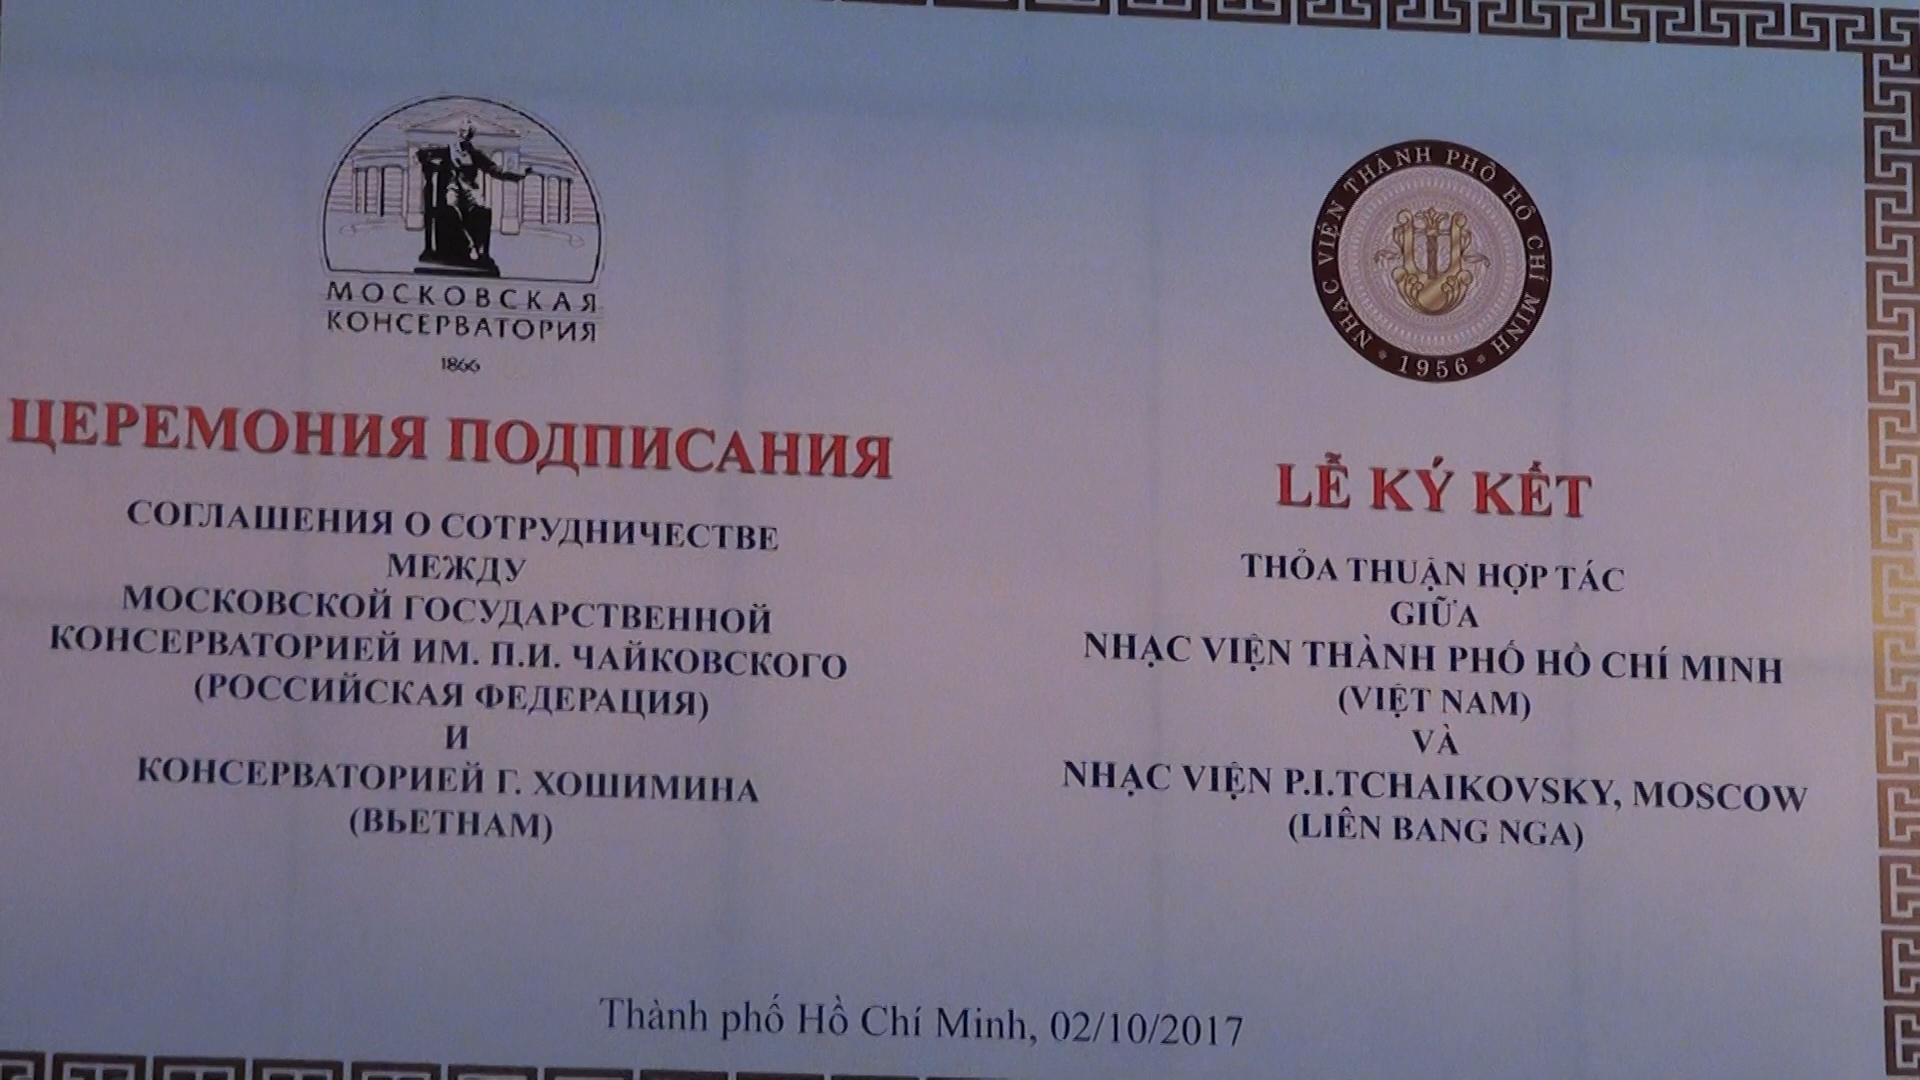 МОСКОВСКАЯ
КОНСЕРВАТОРИЯ
1866
ЦЕРЕМОНИЯ ПОДПИСАНИЯ
СОГЛАШЕНИЯ О СОТРУДНИЧЕСТВЕ
МЕЖДУ
МОСКОВСКОЙ ГОСУДАРСТВЕННОЙ
КОНСЕРВАТОРИЕЙ ИМ. П.И. ЧАЙКОВСКОГО
(РОССИЙСКАЯ ФЕДЕРАЦИЯ)
И
КОНСЕРВАТОРИЕЙ Г. ХОШИМИНА
(ВЬЕТНАМ)
NHẠC VIỆN THÀNH PHỐ HỒ CHÍ MINH
1956
LỄ KÝ KẾT
THỎA THUẬN HỢP TÁC
GIỮA
NHẠC VIỆN THÀNH PHỐ HỒ CHÍ MINH
(VIỆT NAM)
VÀ
NHẠC VIỆN P.I.TCHAIKOVSKY, MOSCOW
(LIÊN BANG NGA)
Thành phố Hồ Chí Minh, 02/10/2017